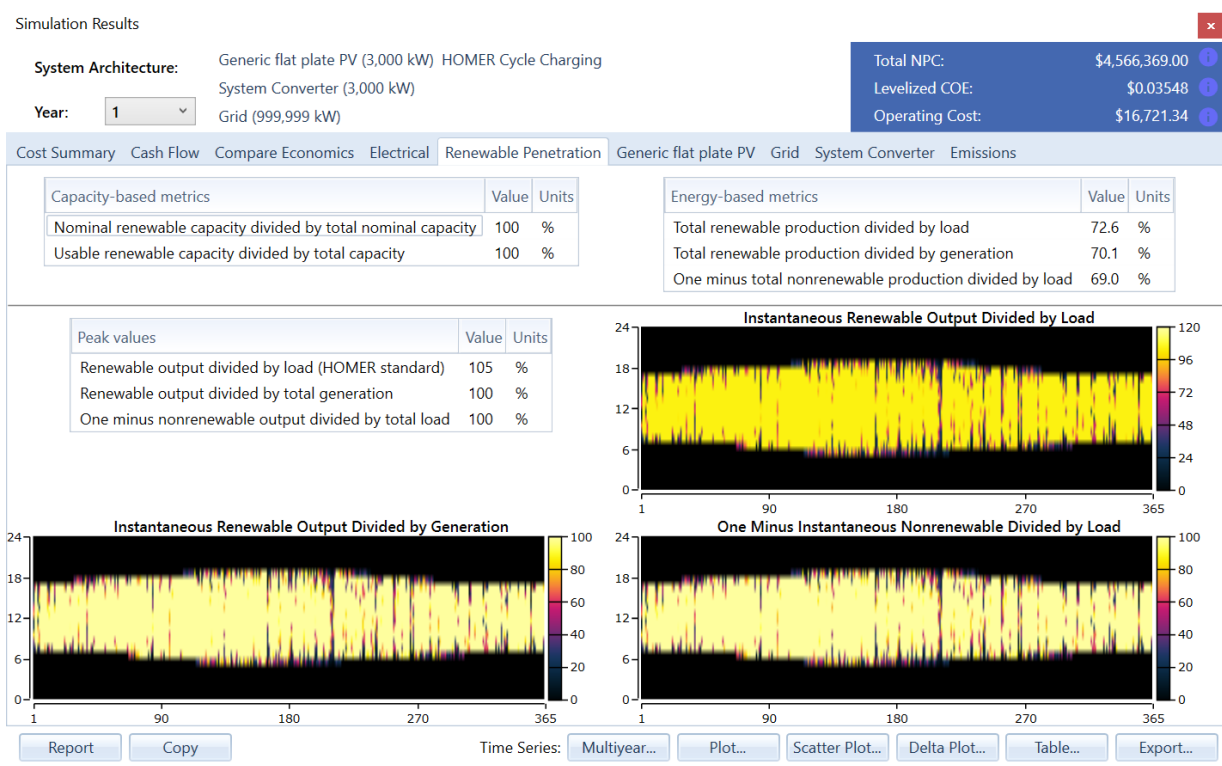 Simulation Results
x
System Architecture:
Generic flat plate PV (3,000 kW) HOMER Cycle Charging
System Converter (3,000 kW)
Grid (999,999 kW)
Year:
1
Total NPC: $4,566,369.00
Levelized COE: $0.03548
Operating Cost: $16,721.34
Cost Summary Cash Flow Compare Economics Electrical Renewable Penetration Generic flat plate PV Grid System Converter Emissions
Capacity-based metrics Value Units
Nominal renewable capacity divided by total nominal capacity 100 %
Usable renewable capacity divided by total capacity 100 %
Energy-based metrics Value Units
Total renewable production divided by load 72.6 %
Total renewable production divided by generation 70.1 %
One minus total nonrenewable production divided by load 69.0 %
Peak values Value Units
Renewable output divided by load (HOMER standard) 105 %
Renewable output divided by total generation 100 %
One minus nonrenewable output divided by total load 100 %
Instantaneous Renewable Output Divided by Load
24
18
12
6
0
1 90 180 270 365
120
96
72
48
24
0
Instantaneous Renewable Output Divided by Generation
24
18
12
6
0
1 90 180 270 365
100
80
60
40
20
0
One Minus Instantaneous Nonrenewable Divided by Load
24
18
12
6
0
1 90 180 270 365
100
80
60
40
20
0
Report Copy Time Series: Multiyear... Plot... Scatter Plot... Delta Plot... Table... Export...